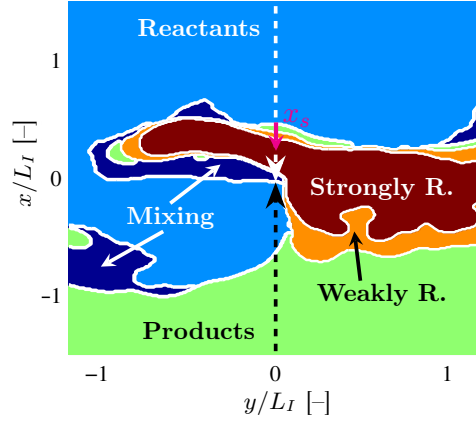 Reactants
1
x_s
x/L_I [–]
0
Strongly R.
Mixing
-1
Weakly R.
Products
−1
0
1
y/L_I [–]